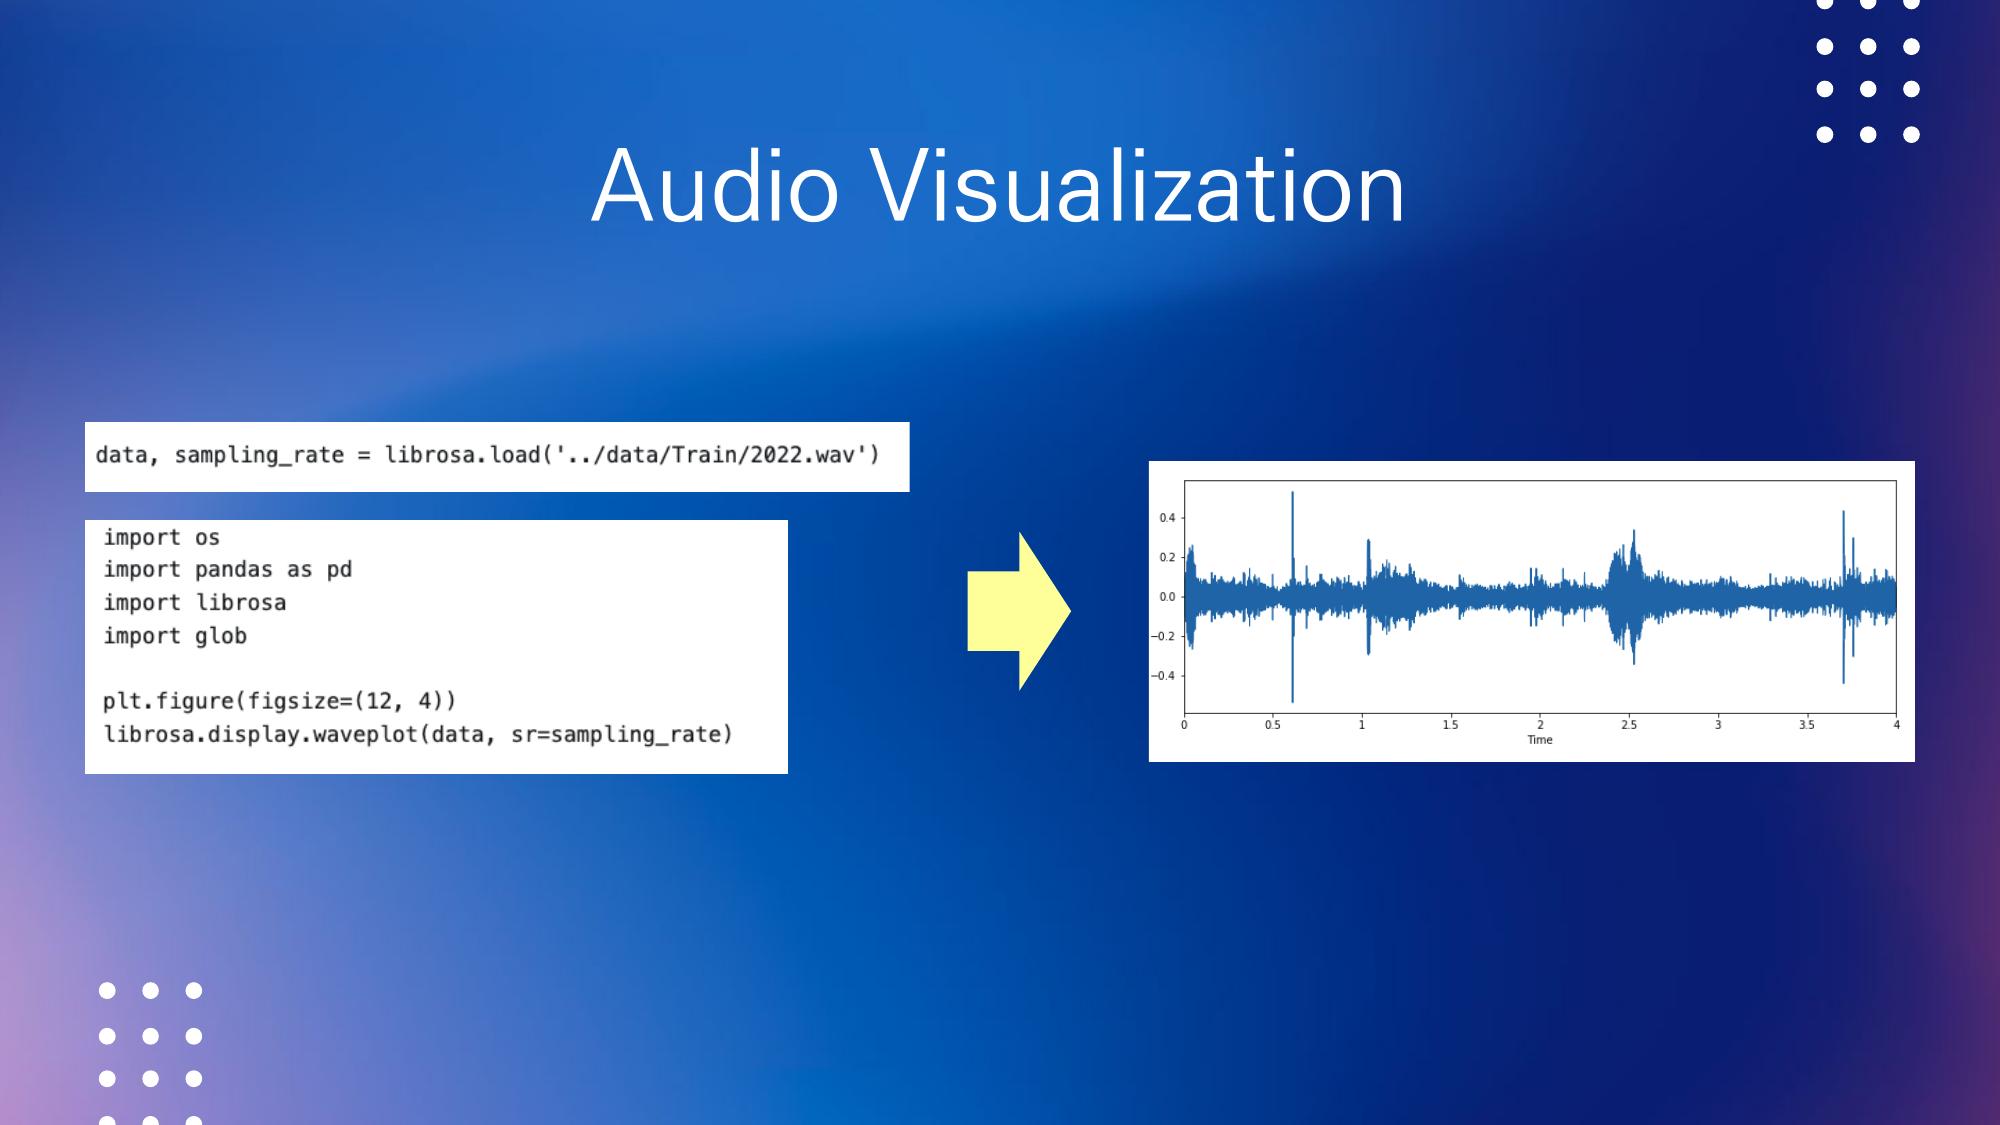 Audio Visualization
data, sampling_rate = librosa.load('../data/Train/2022.wav')
import os
import pandas as pd
import librosa
import glob
plt.figure(figsize=(12, 4))
librosa.display.waveplot(data, sr=sampling_rate)
0.4
0.2
0.0
−0.2
−0.4
0 0.5 1 1.5 2 2.5 3 3.5 4
Time